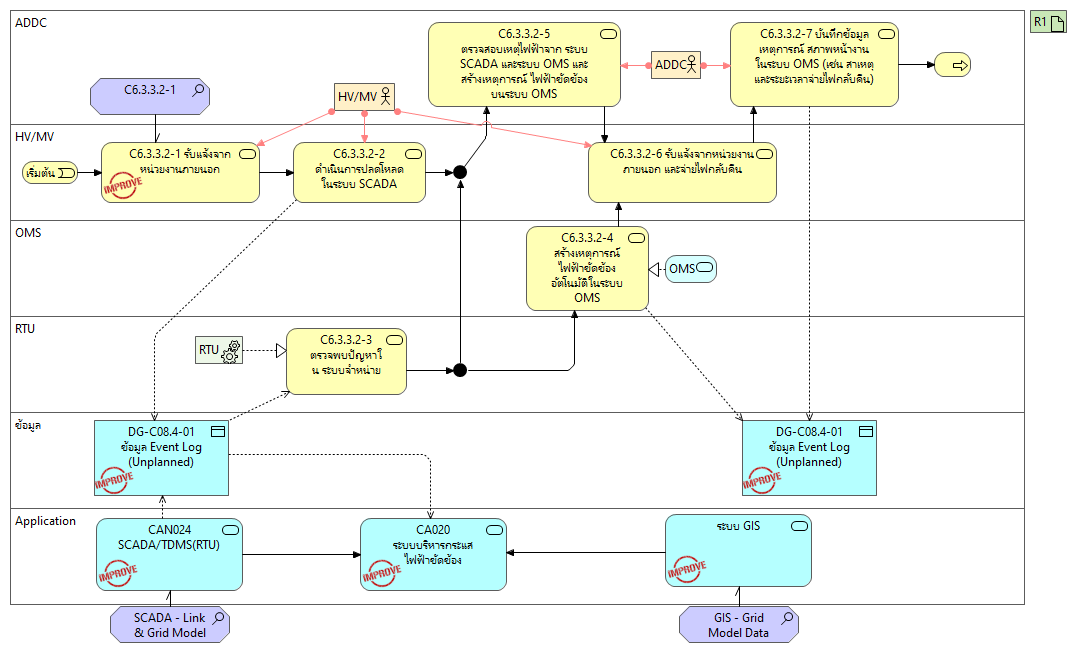 ADDC
R1
C6.3.3.2-5
ตรวจสอบเหตุไฟฟ้าจาก ระบบ
SCADA และระบบ OMS และ
สร้างเหตุการณ์ ไฟฟ้าขัดข้อง
บนระบบ OMS
ADDC
C6.3.3.2-7 บันทึกข้อมูล
เหตุการณ์ สภาพหน้างาน
ในระบบ OMS (เช่น สาเหตุ
และระยะเวลาจ่ายไฟกลับคืน)
C6.3.3.2-1
HV/MV
HV/MV
เริ่มต้น
C6.3.3.2-1 รับแจ้งจาก
หน่วยงานภายนอก
IMPROVE
C6.3.3.2-2
ดำเนินการปลดโหลด
ในระบบ SCADA
C6.3.3.2-6 รับแจ้งจากหน่วยงาน
ภายนอก และจ่ายไฟกลับคืน
OMS
C6.3.3.2-4
สร้างเหตุการณ์
ไฟฟ้าขัดข้อง
อัตโนมัติในระบบ
OMS
OMS
RTU
RTU
C6.3.3.2-3
ตรวจพบปัญหาใ
น ระบบจำหน่าย
ข้อมูล
DG-C08.4-01
ข้อมูล Event Log
(Unplanned)
IMPROVE
DG-C08.4-01
ข้อมูล Event Log
(Unplanned)
IMPROVE
Application
CAN024
SCADA/TDMS(RTU)
IMPROVE
CA020
ระบบบริหารกระแส
ไฟฟ้าขัดข้อง
IMPROVE
ระบบ GIS
IMPROVE
SCADA - Link
& Grid Model
GIS - Grid
Model Data